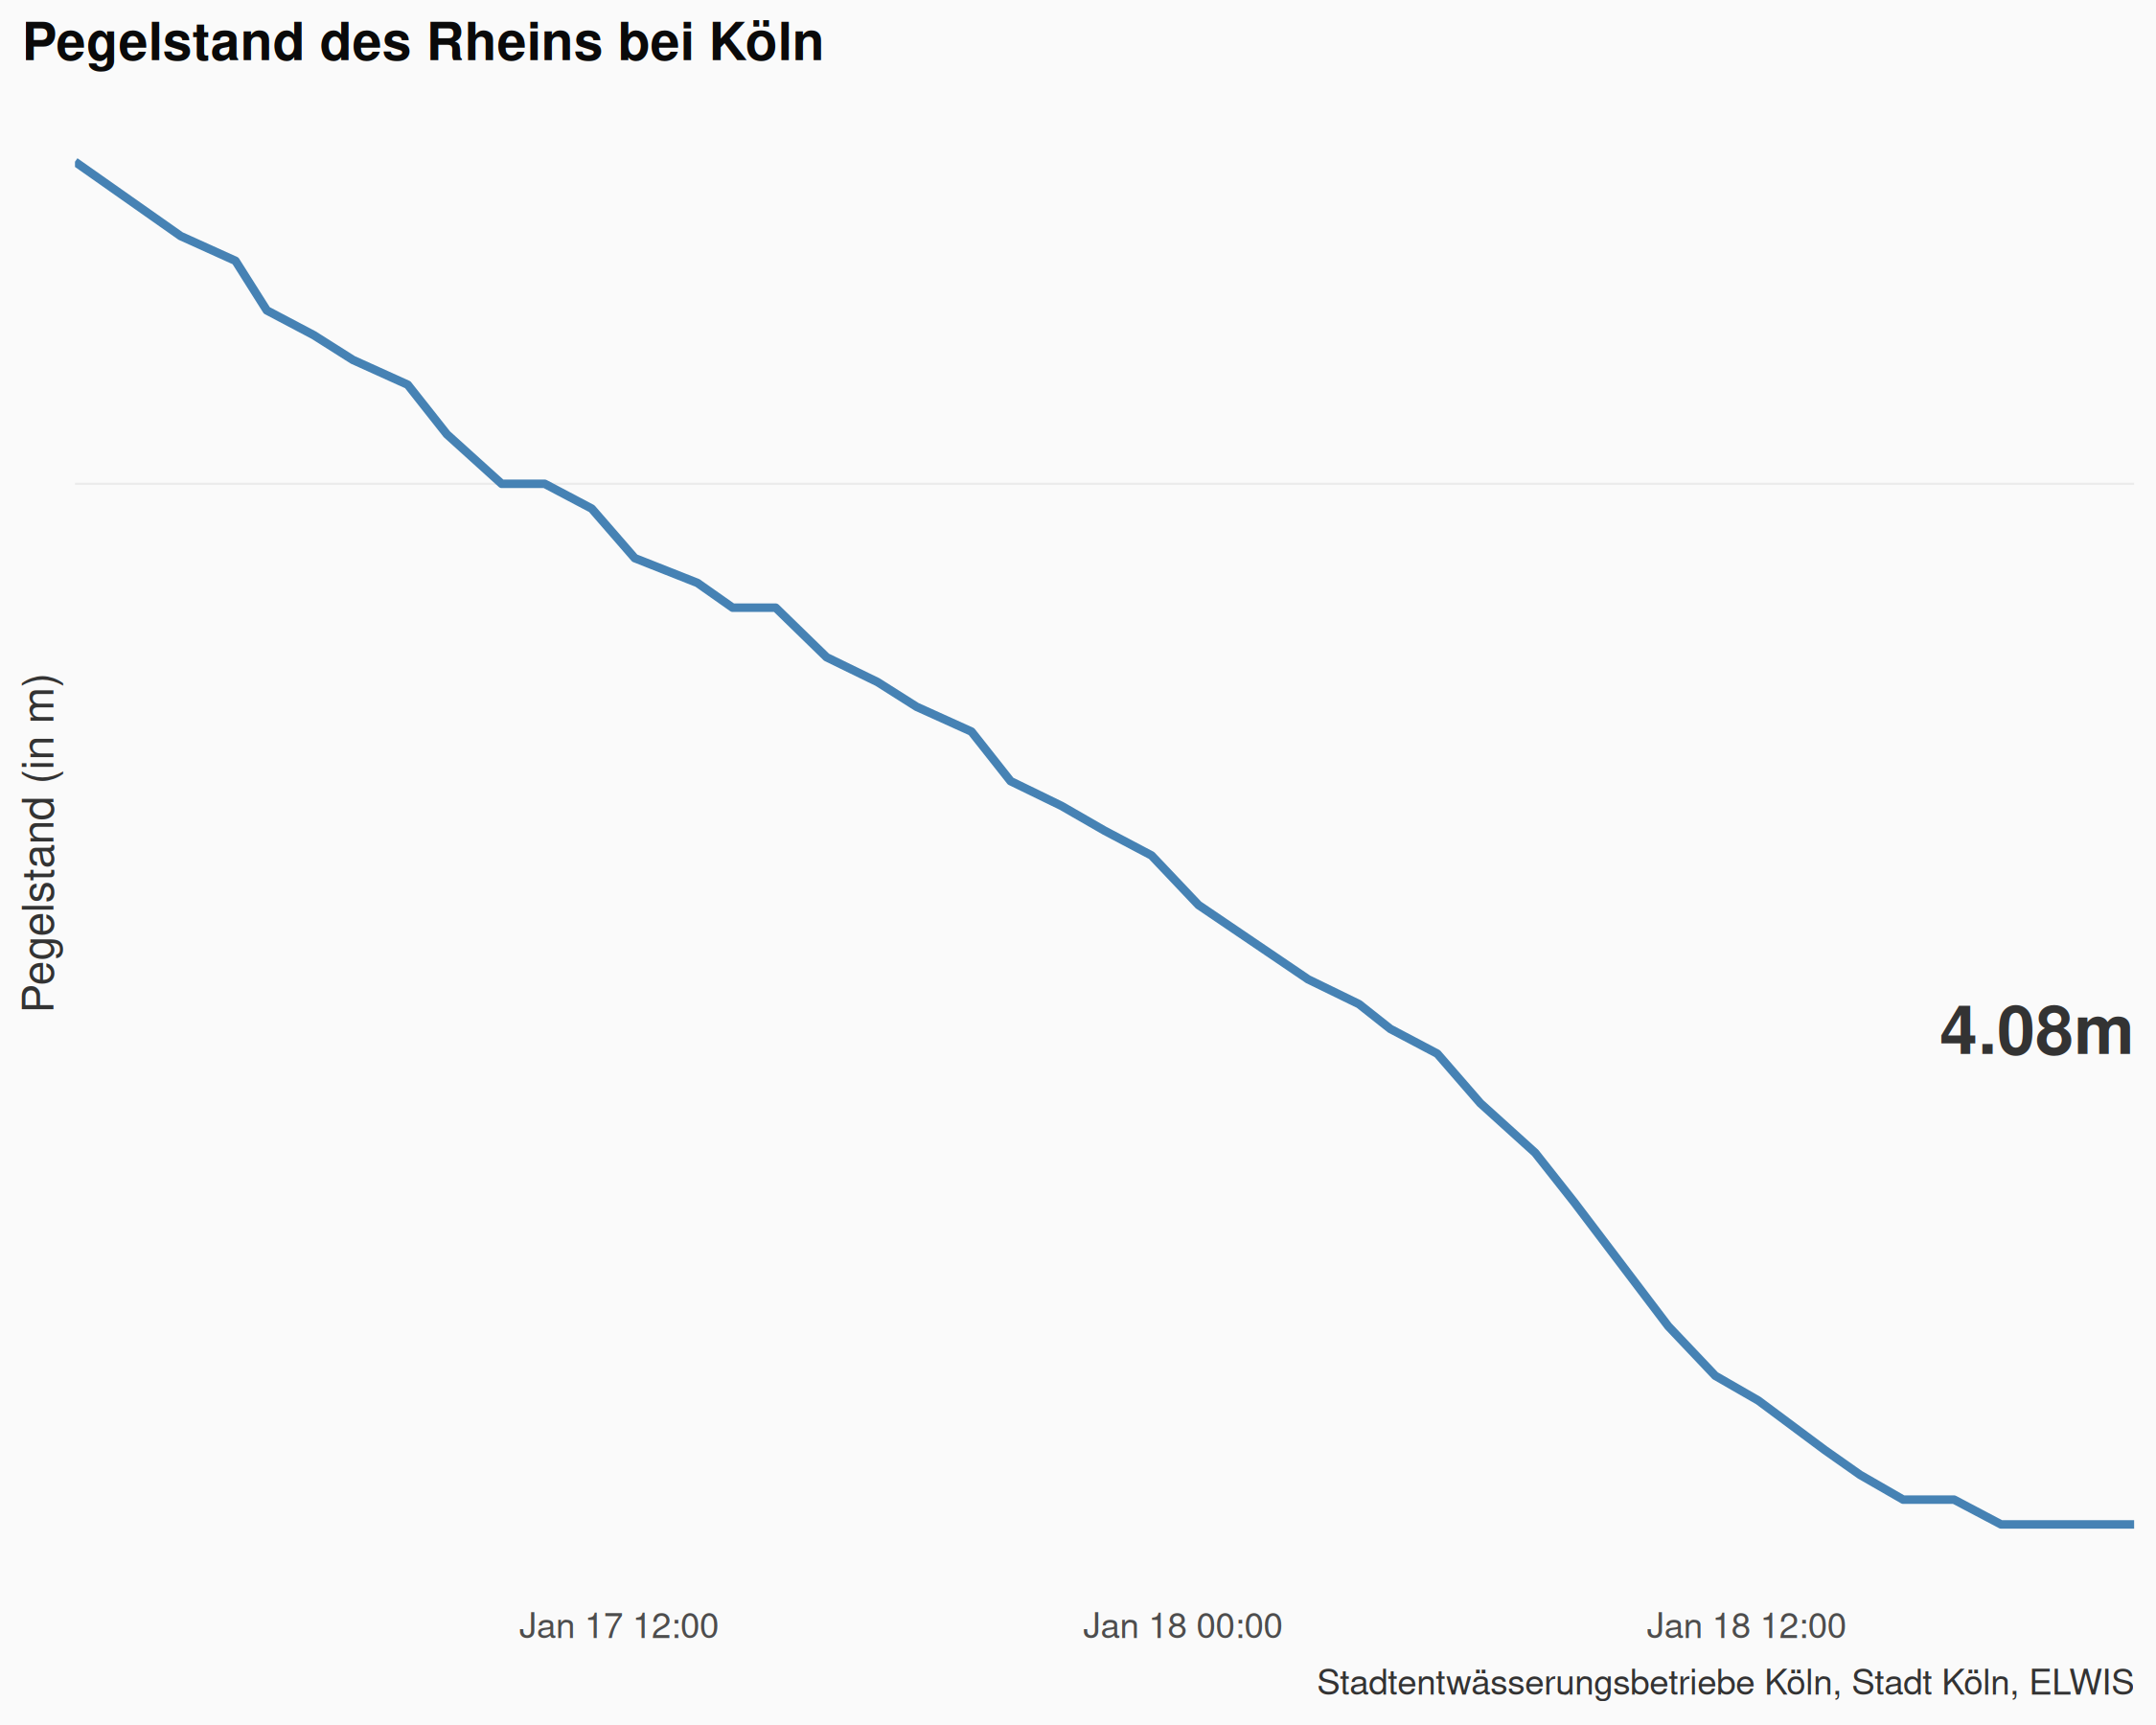 Pegelstand des Rheins bei Köln
Pegelstand (in m)
4.08m
Jan 17 12:00
Jan 18 00:00
Jan 18 12:00
Stadtentwässerungsbetriebe Köln, Stadt Köln, ELWIS